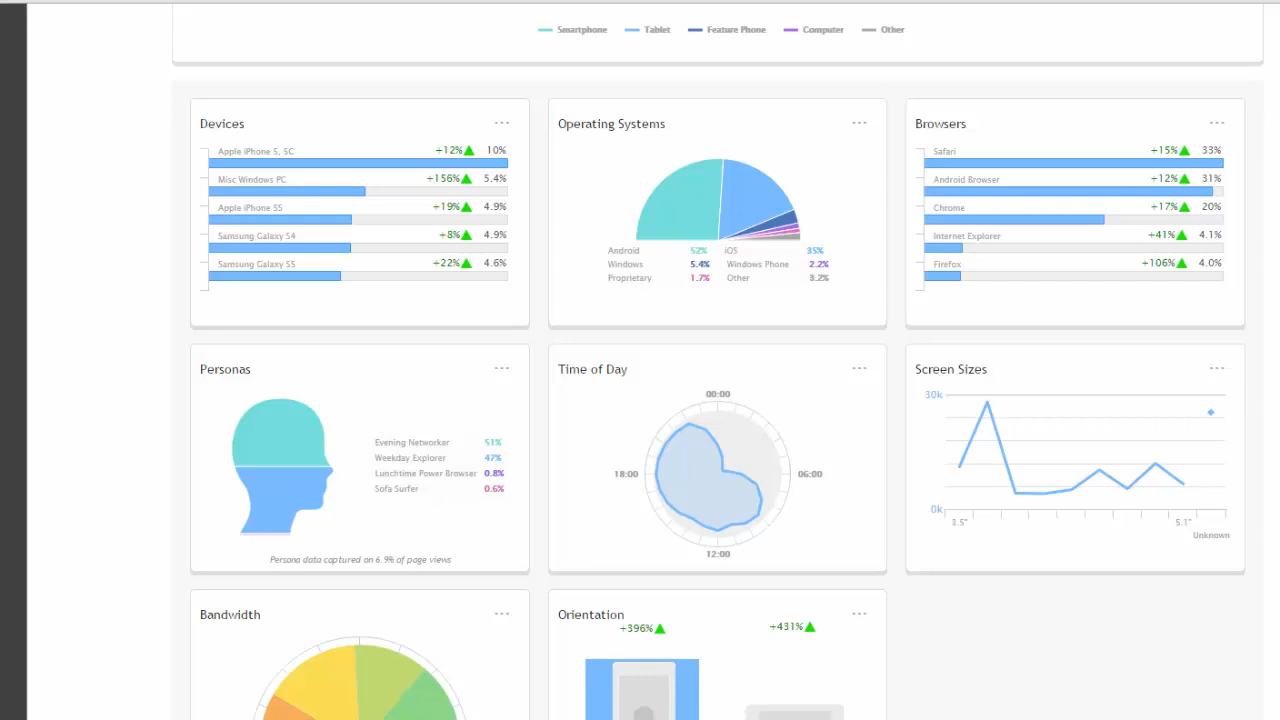 Smartphone Tablet Feature Phone Computer Other
Devices
Apple iPhone 5, 5C +12% 10%
Misc Windows PC +156% 5.4%
Apple iPhone 5S +19% 4.9%
Samsung Galaxy S4 +8% 4.9%
Samsung Galaxy S5 +22% 4.6%
Operating Systems
Android 52% iOS 35%
Windows 5.4% Windows Phone 2.2%
Proprietary 1.7% Other 3.2%
Browsers
Safari +15% 33%
Android Browser +12% 31%
Chrome +17% 20%
Internet Explorer +41% 4.1%
Firefox +106% 4.0%
Personas
Evening Networker 51%
Weekday Explorer 47%
Lunchtime Power Browser 0.8%
Sofa Surfer 0.6%
Persona data captured on 6.9% of page views
Time of Day
00:00
18:00 06:00
12:00
Screen Sizes
30k
0k
3.5" 5.1"
Unknown
Bandwidth
Orientation
+396% +431%